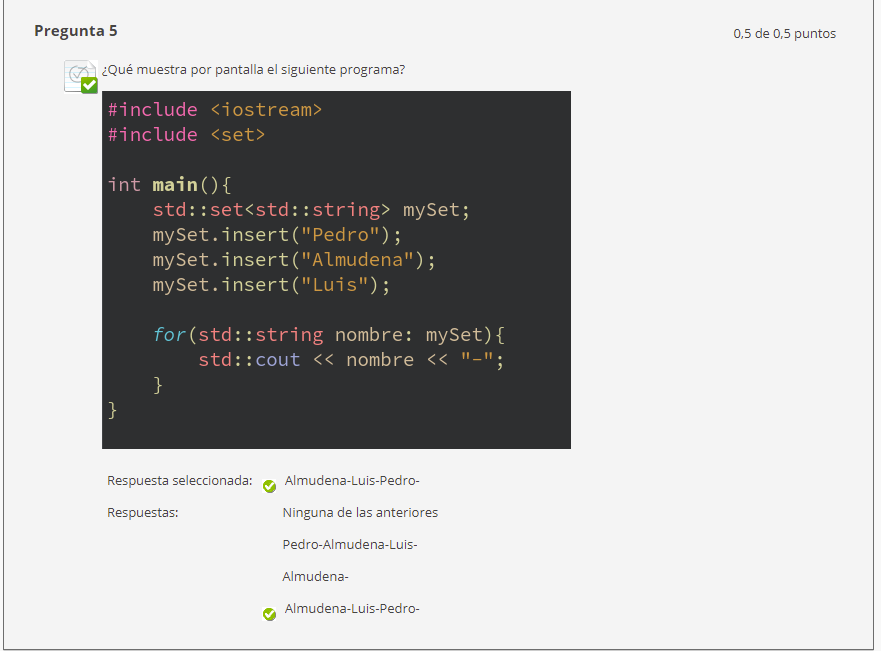 Pregunta 5
0,5 de 0,5 puntos
¿Qué muestra por pantalla el siguiente programa?
#include <iostream>
#include <set>
int main(){
    std::set<std::string> mySet;
    mySet.insert("Pedro");
    mySet.insert("Almudena");
    mySet.insert("Luis");
    for(std::string nombre: mySet){
        std::cout << nombre << "-";
    }
}
Respuesta seleccionada: Almudena-Luis-Pedro-
Respuestas: Ninguna de las anteriores
Pedro-Almudena-Luis-
Almudena-
Almudena-Luis-Pedro-